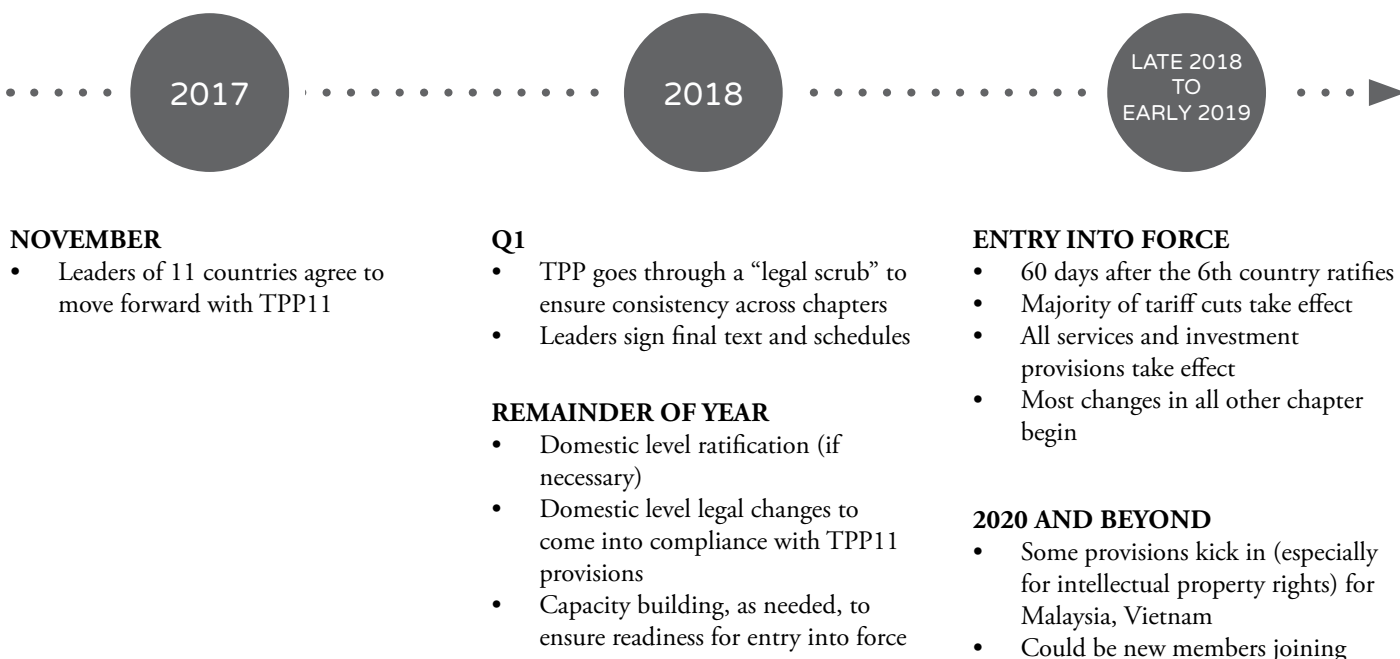 2017
2018
LATE 2018
TO
EARLY 2019
NOVEMBER
• Leaders of 11 countries agree to
move forward with TPP11
Q1
• TPP goes through a “legal scrub” to
ensure consistency across chapters
• Leaders sign final text and schedules
REMAINDER OF YEAR
• Domestic level ratification (if
necessary)
• Domestic level legal changes to
come into compliance with TPP11
provisions
• Capacity building, as needed, to
ensure readiness for entry into force
ENTRY INTO FORCE
• 60 days after the 6th country ratifies
• Majority of tariff cuts take effect
• All services and investment
provisions take effect
• Most changes in all other chapter
begin
2020 AND BEYOND
• Some provisions kick in (especially
for intellectual property rights) for
Malaysia, Vietnam
• Could be new members joining